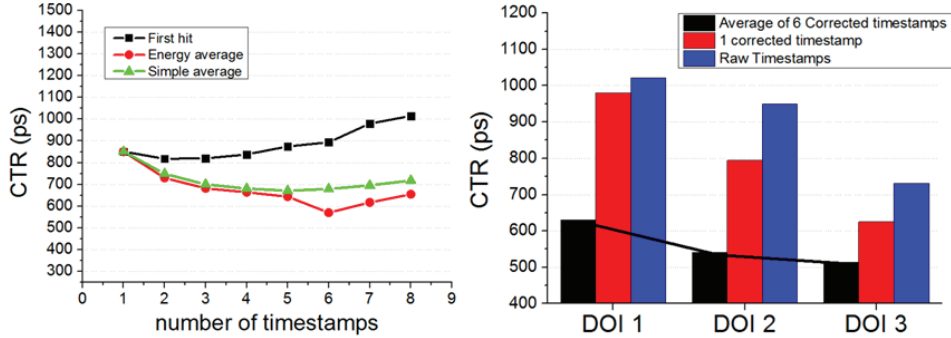 1500
1400
1300
1200
1100
1000
900
800
700
600
500
400
300
CTR (ps)
First hit
Energy average
Simple average
0 1 2 3 4 5 6 7 8 9
number of timestamps
1200
1100
1000
900
800
700
600
500
400
CTR (ps)
Average of 6 Corrected timestamps
1 corrected timestamp
Raw Timestamps
DOI 1 DOI 2 DOI 3